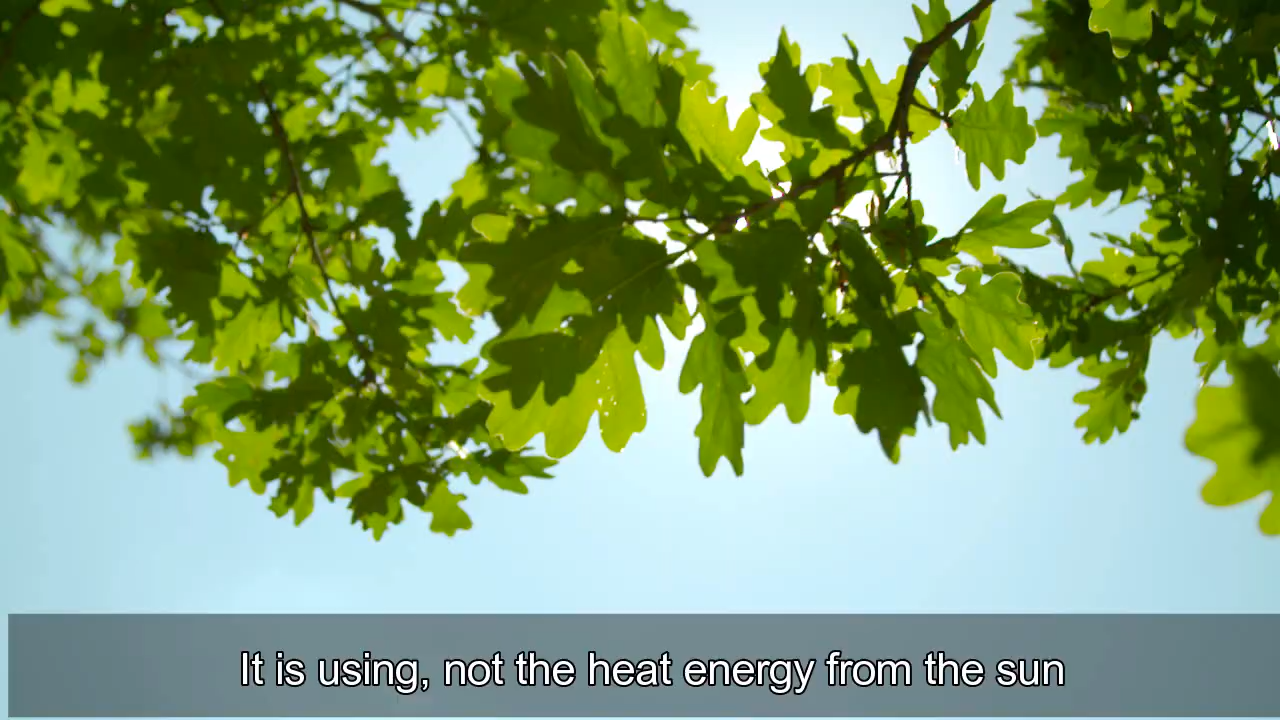 It is using, not the heat energy from the sun